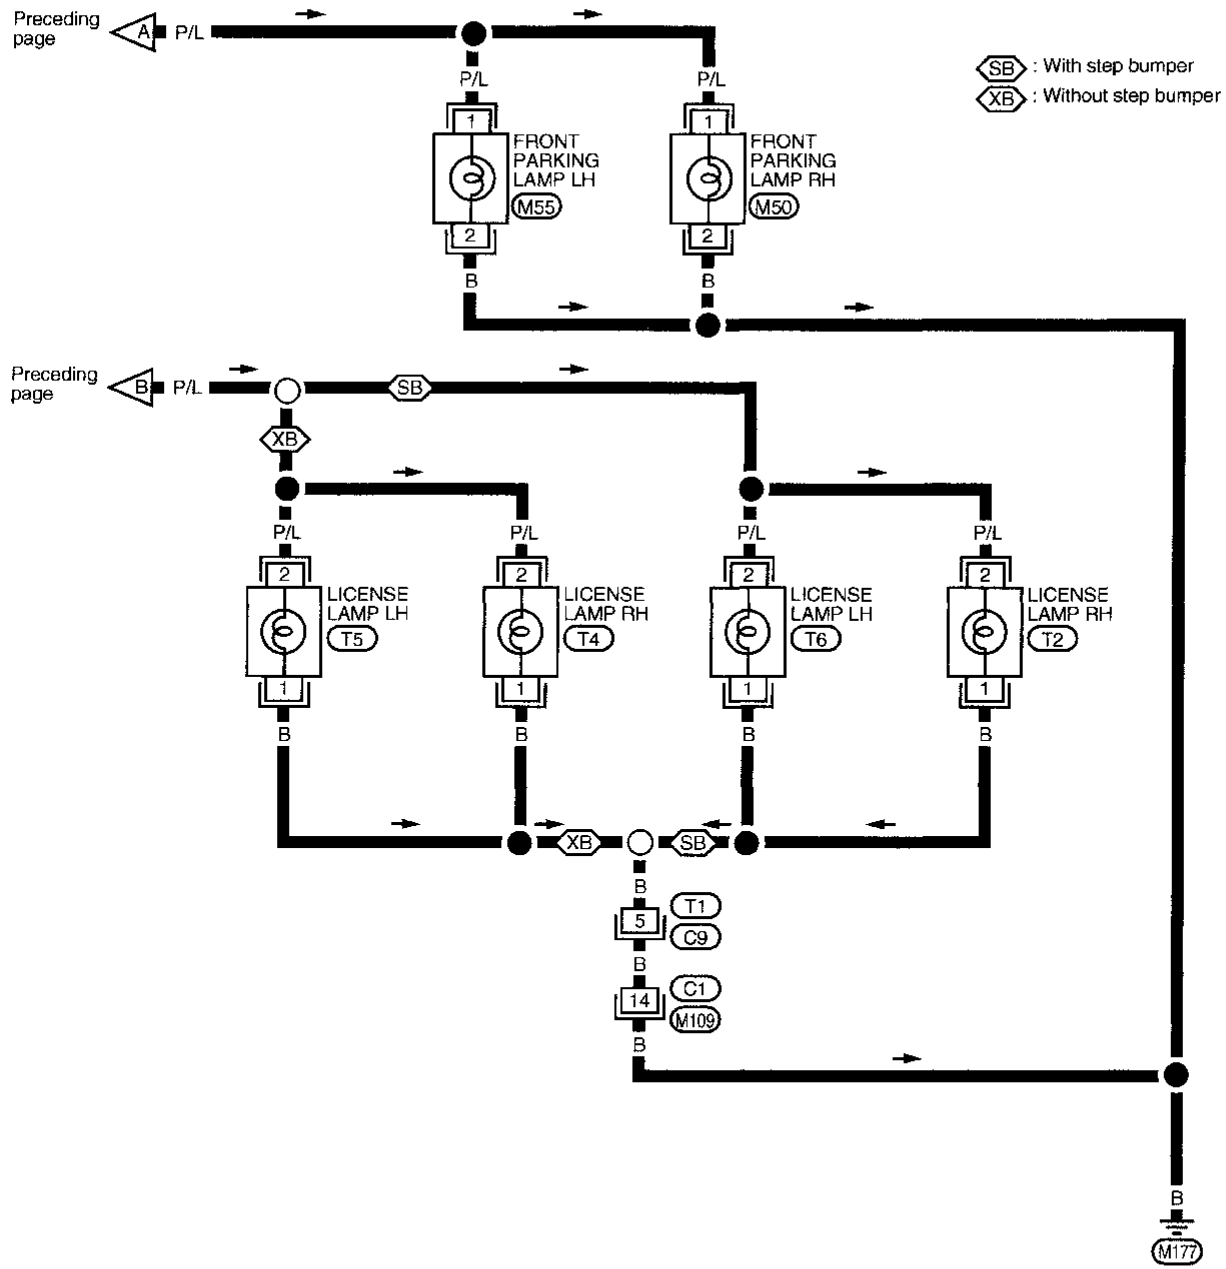 Preceding
page
A P/L
SB : With step bumper
XB : Without step bumper
P/L P/L
1 1
FRONT
PARKING
LAMP LH
M55
FRONT
PARKING
LAMP RH
M50
2 2
B B
Preceding
page
B P/L
SB
XB
P/L P/L P/L P/L
2 2 2 2
LICENSE
LAMP LH
T5
LICENSE
LAMP RH
T4
LICENSE
LAMP LH
T6
LICENSE
LAMP RH
T2
1 1 1 1
B B B B
XB SB
B
5
T1
C9
B
14
C1
M109
B
B
M177